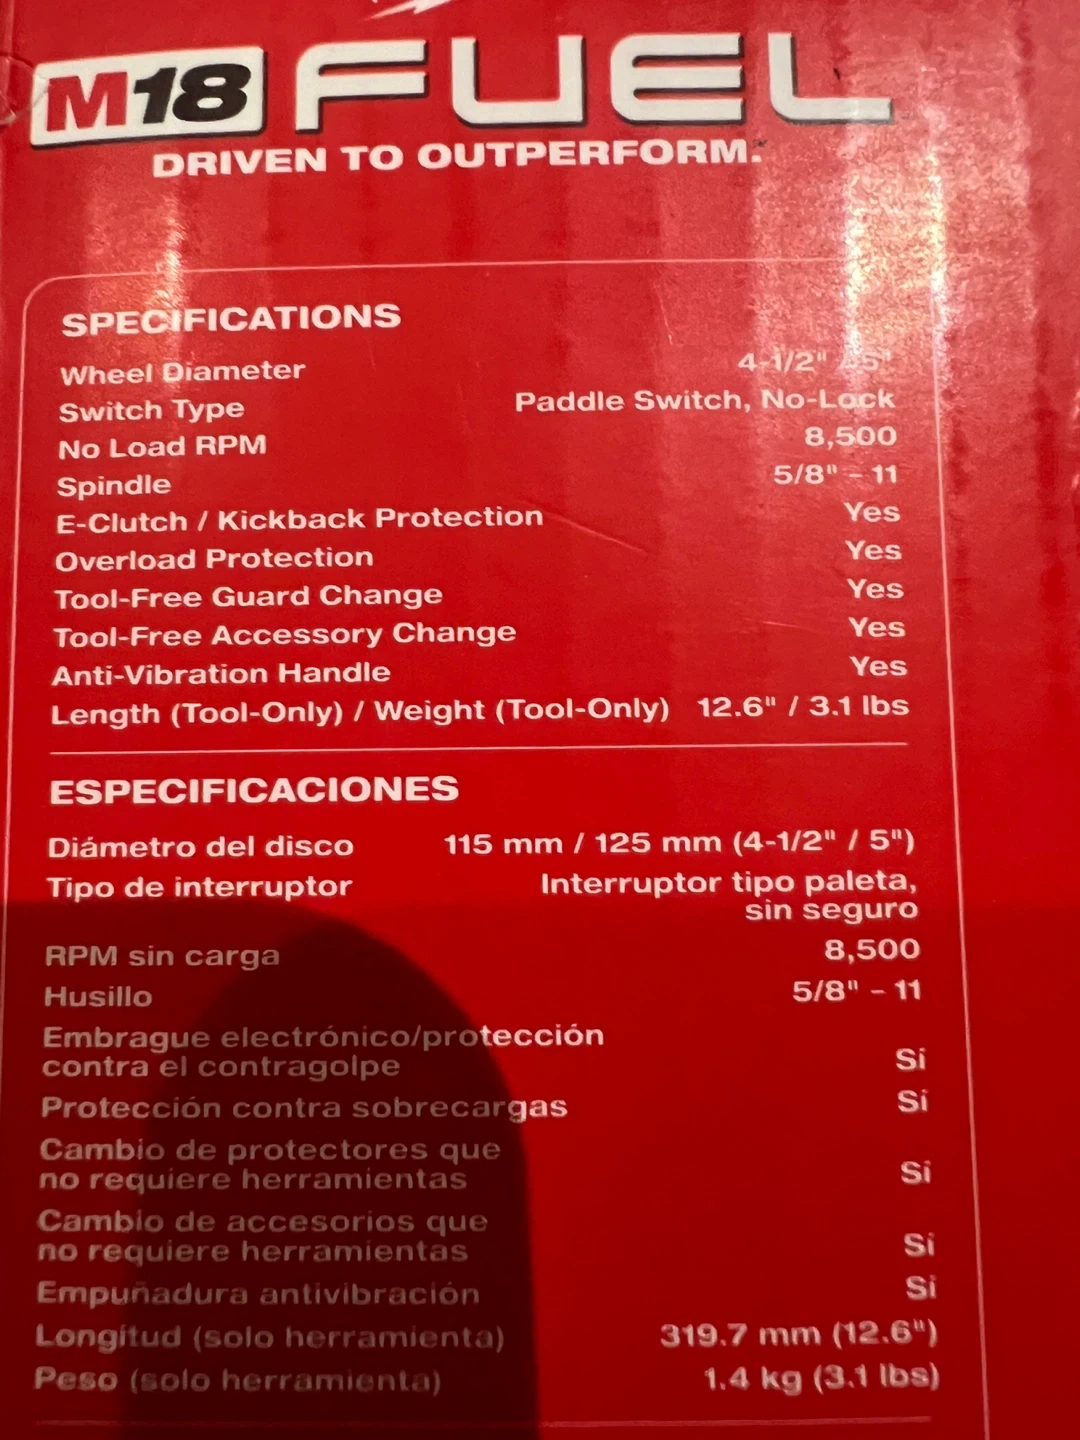 M18 FUEL
DRIVEN TO OUTPERFORM.™
SPECIFICATIONS
Wheel Diameter 4-1/2" / 5"
Switch Type Paddle Switch, No-Lock
No Load RPM 8,500
Spindle 5/8" – 11
E-Clutch / Kickback Protection Yes
Overload Protection Yes
Tool-Free Guard Change Yes
Tool-Free Accessory Change Yes
Anti-Vibration Handle Yes
Length (Tool-Only) / Weight (Tool-Only) 12.6" / 3.1 lbs
ESPECIFICACIONES
Diámetro del disco 115 mm / 125 mm (4-1/2" / 5")
Tipo de interruptor Interruptor tipo paleta,
sin seguro
RPM sin carga 8,500
Husillo 5/8" – 11
Embrague electrónico/protección
contra el contragolpe Sí
Protección contra sobrecargas Sí
Cambio de protectores que
no requiere herramientas Sí
Cambio de accesorios que
no requiere herramientas Sí
Empuñadura antivibración Sí
Longitud (solo herramienta) 319.7 mm (12.6")
Peso (solo herramienta) 1.4 kg (3.1 lbs)